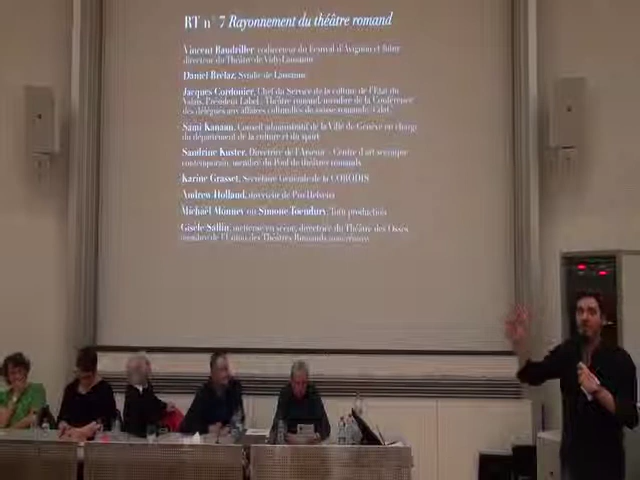 RT n° 7 Rayonnement du théâtre romand
Vincent Baudriller, codirecteur du Festival d'Avignon et futur
directeur du Théâtre de Vidy-Lausanne
Daniel Brélaz, Syndic de Lausanne
Jacques Cordonier, Chef du Service de la culture de l'Etat du
Valais, Président Label+ Théâtre romand, membre de la Conférence
des délégués aux affaires culturelles de suisse romande
Sami Kanaan, Conseil administratif de la Ville de Genève en charge
du département de la culture et du sport
Sandrine Kuster, Directrice de l'Arsenic - Centre d'art scénique
contemporain, membre du Pool de théâtres romands
Karine Grasset, Secrétaire Générale de la CORODIS
Andrew Holland, directeur de Pro Helvetia
Michaël Monney ou Simone Toendury, Tutu production
Gisèle Sallin, metteuse en scène, directrice du Théâtre des Osses
membre de l'Union des Théâtres Romands